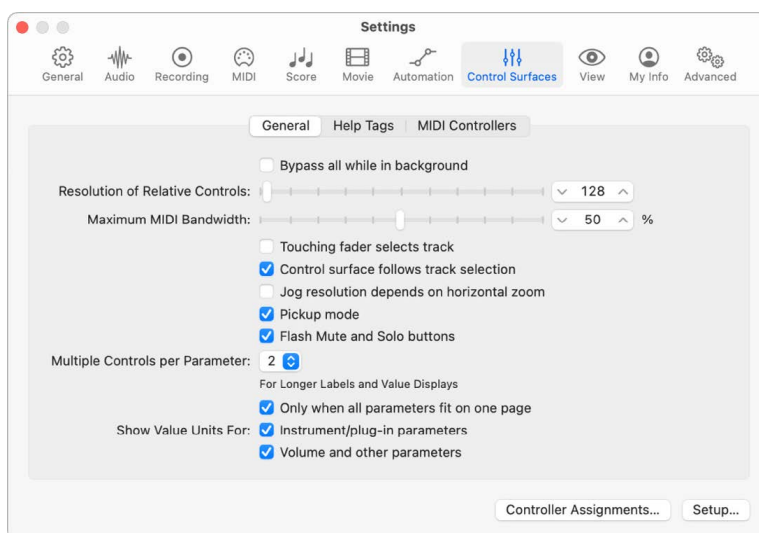 Settings
General Audio Recording MIDI Score Movie Automation Control Surfaces View My Info Advanced
General Help Tags MIDI Controllers
Bypass all while in background
Resolution of Relative Controls: 128
Maximum MIDI Bandwidth: 50 %
Touching fader selects track
Control surface follows track selection
Jog resolution depends on horizontal zoom
Pickup mode
Flash Mute and Solo buttons
Multiple Controls per Parameter: 2
For Longer Labels and Value Displays
Only when all parameters fit on one page
Show Value Units For: Instrument/plug-in parameters
Volume and other parameters
Controller Assignments... Setup...